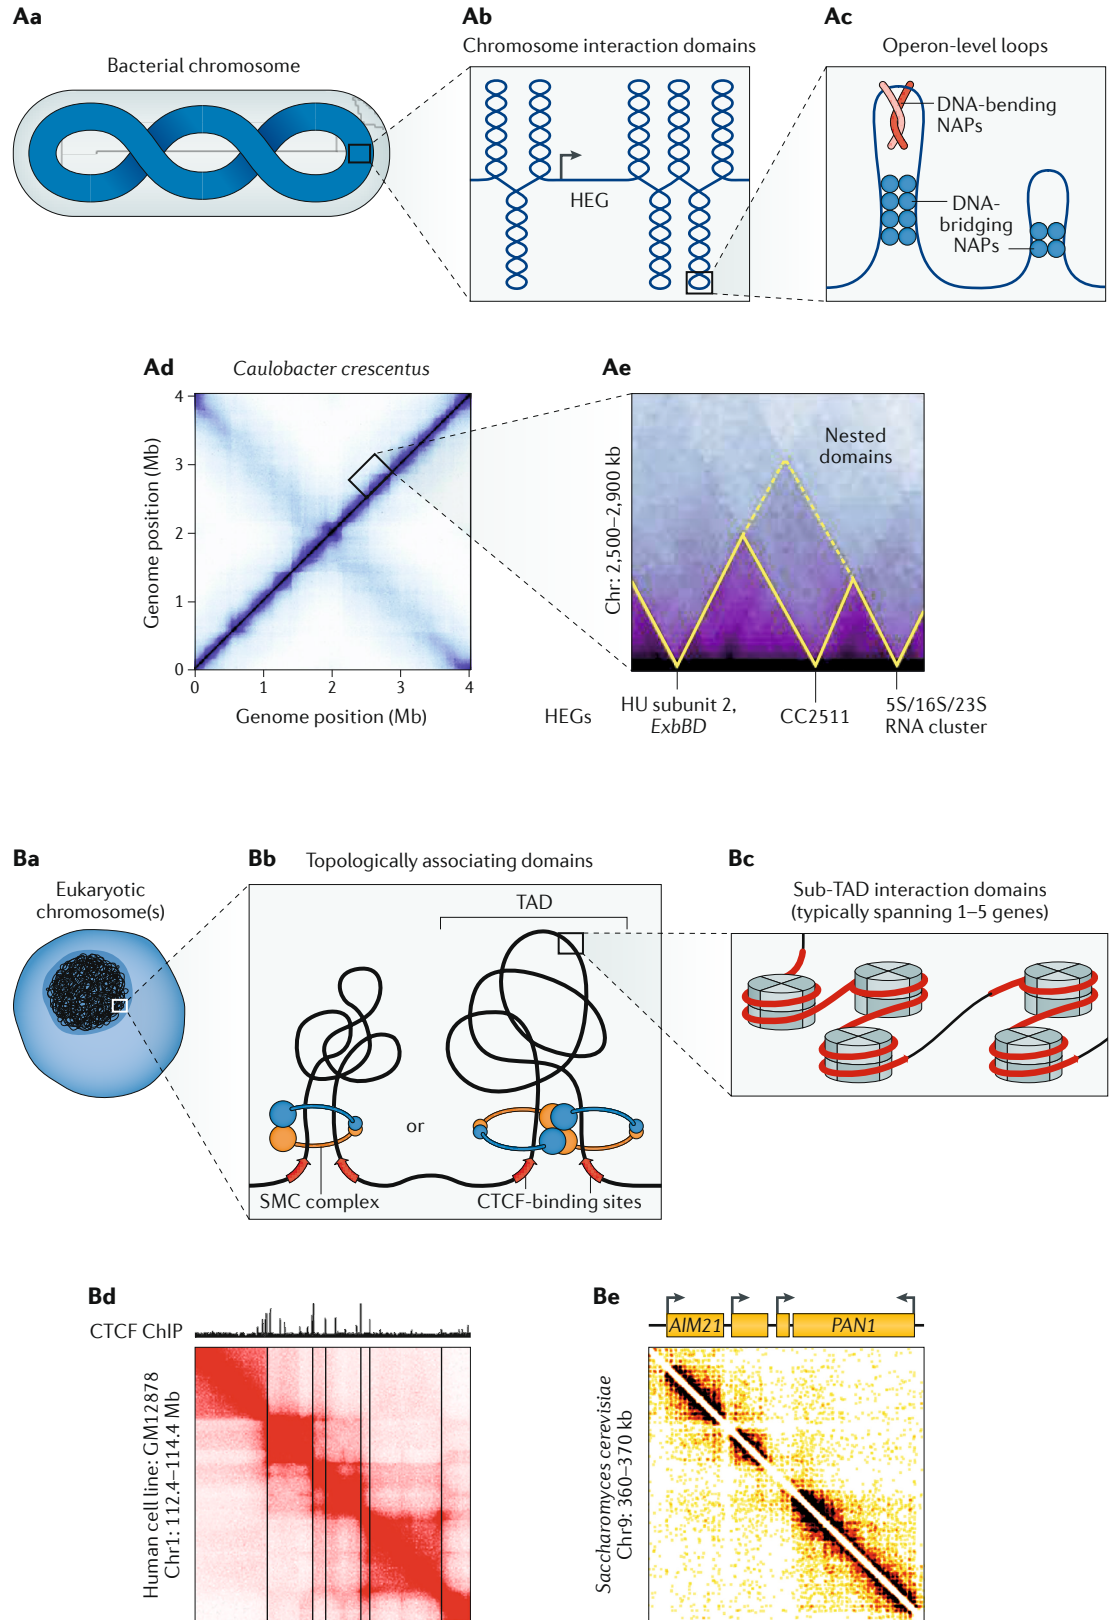 Aa
Bacterial chromosome
Ab
Chromosome interaction domains
HEG
Ac
Operon-level loops
DNA-bending
NAPs
DNA-
bridging
NAPs
Ad
Caulobacter crescentus
Genome position (Mb)
4
3
2
1
0
0
1
2
3
4
Genome position (Mb)
Ae
Chr: 2,500–2,900 kb
Nested
domains
HEGs
HU subunit 2,
ExbBD
CC2511
5S/16S/23S
RNA cluster
Ba
Eukaryotic
chromosome(s)
Bb
Topologically associating domains
TAD
or
SMC complex
CTCF-binding sites
Bc
Sub-TAD interaction domains
(typically spanning 1–5 genes)
Bd
CTCF ChIP
Human cell line: GM12878
Chr1: 112.4–114.4 Mb
Be
AIM21
PAN1
Saccharomyces cerevisiae
Chr9: 360–370 kb